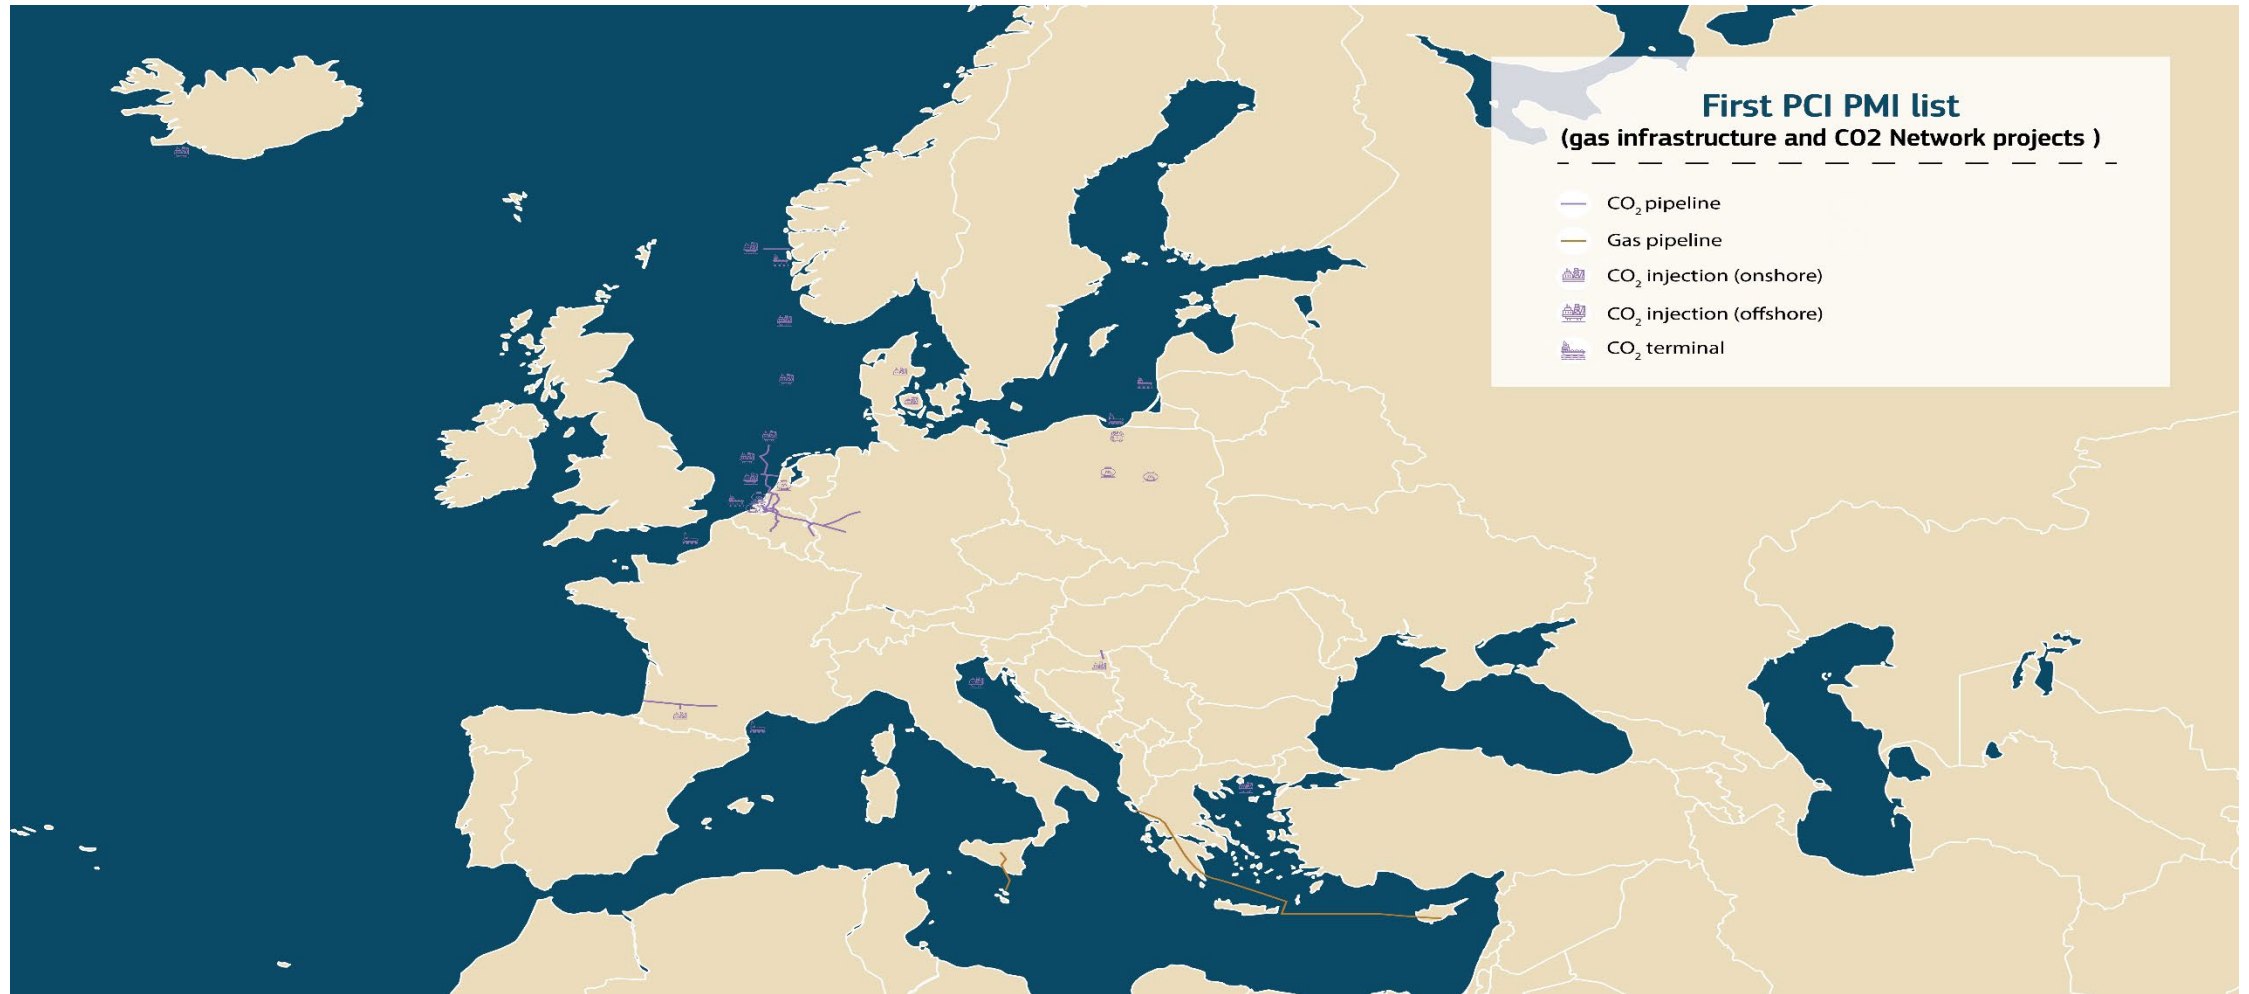 First PCI PMI list
(gas infrastructure and CO2 Network projects )
CO₂ pipeline
Gas pipeline
CO₂ injection (onshore)
CO₂ injection (offshore)
CO₂ terminal